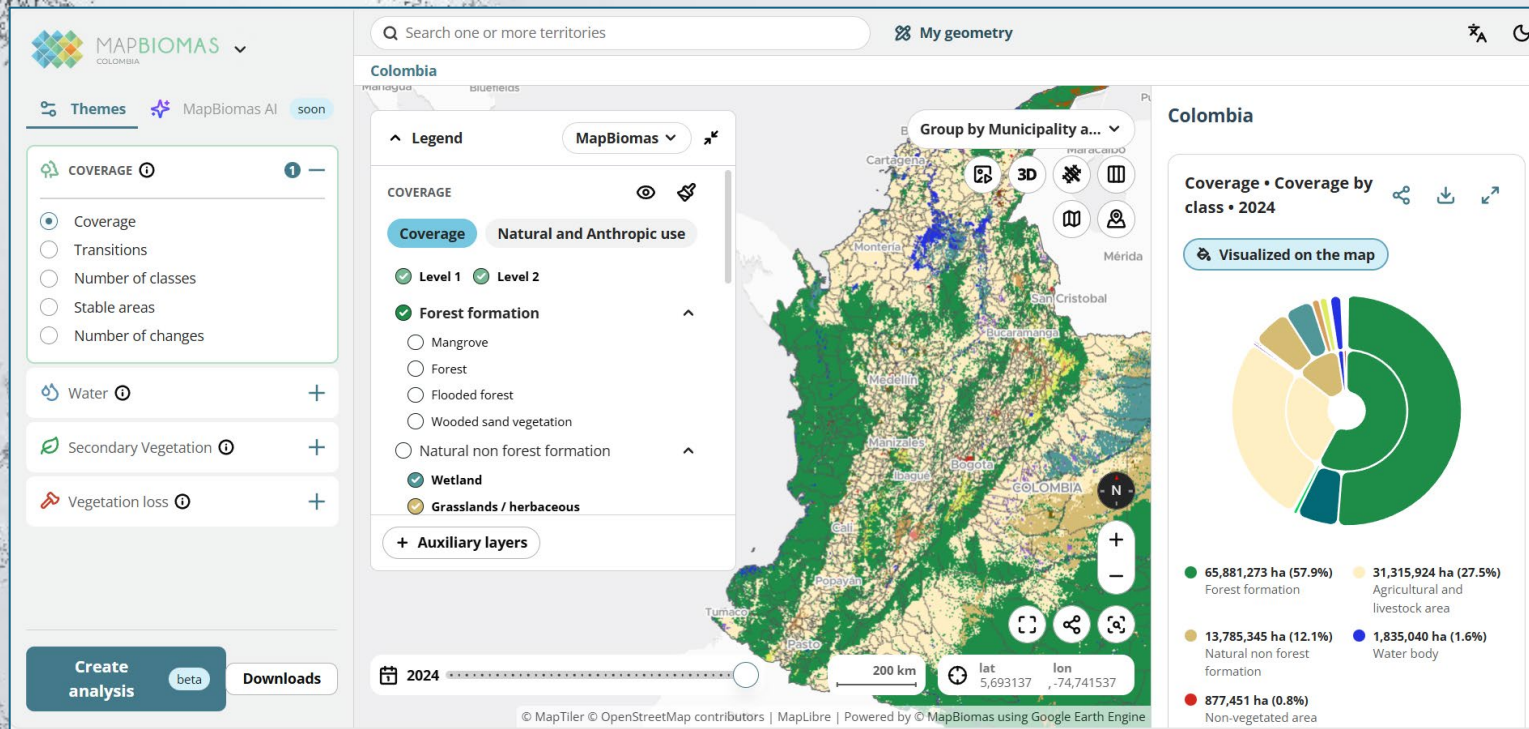 MAPBIOMAS
COLOMBIA
Themes
MapBiomas AI
soon
COVERAGE
1
Coverage
Transitions
Number of classes
Stable areas
Number of changes
Water
Secondary Vegetation
Vegetation loss
Create
analysis
beta
Downloads
Search one or more territories
My geometry
Colombia
Managua
Bluefields
Legend
MapBiomas
COVERAGE
Coverage
Natural and Anthropic use
Level 1
Level 2
Forest formation
Mangrove
Forest
Flooded forest
Wooded sand vegetation
Natural non forest formation
Wetland
Grasslands / herbaceous
+ Auxiliary layers
Group by Municipality a...
Cartagena
Maracaibo
3D
Montería
Mérida
San Cristobal
Bucaramanga
Medellín
Manizales
Bogota
Ibagué
COLOMBIA
N
Cali
Popayán
Tumaco
Pasto
+
−
2024
200 km
lat
5,693137
lon
, -74,741537
© MapTiler © OpenStreetMap contributors | MapLibre | Powered by © MapBiomas using Google Earth Engine
Colombia
Coverage • Coverage by
class • 2024
Visualized on the map
65,881,273 ha (57.9%)
Forest formation
31,315,924 ha (27.5%)
Agricultural and
livestock area
13,785,345 ha (12.1%)
Natural non forest
formation
1,835,040 ha (1.6%)
Water body
877,451 ha (0.8%)
Non-vegetated area